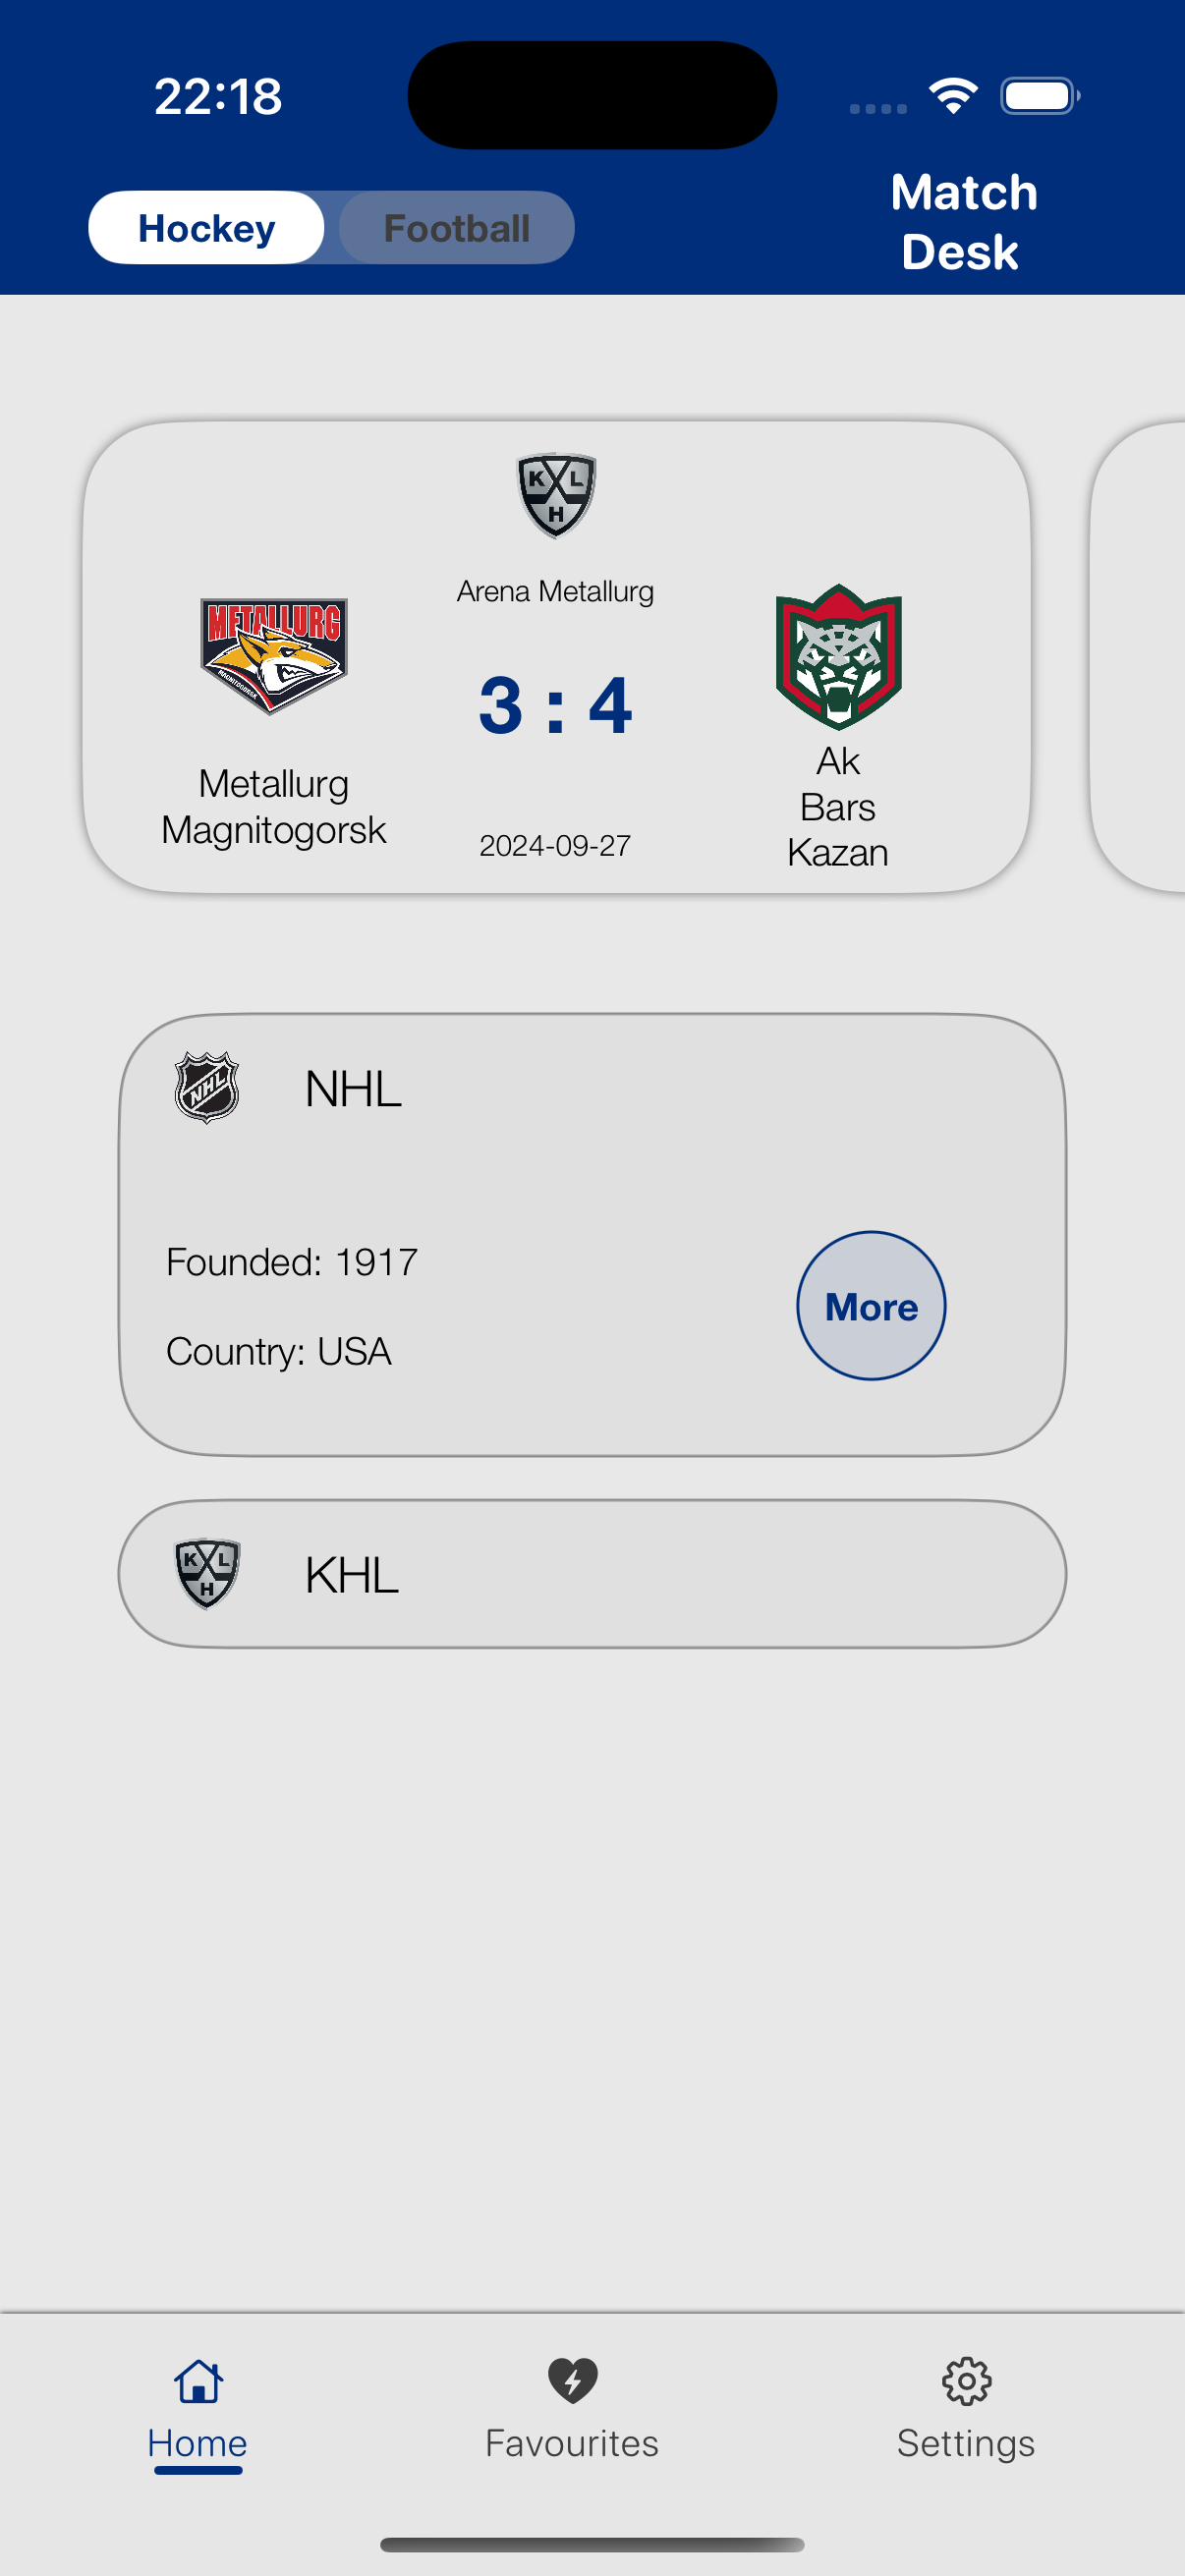 22:18
Hockey
Football
Match
Desk
KHL
Arena Metallurg
METALLURG
MAGNITOGORSK
3 : 4
Metallurg
Magnitogorsk
Ak
Bars
Kazan
2024-09-27
NHL
NHL
Founded: 1917
Country: USA
More
KHL
KHL
Home
Favourites
Settings